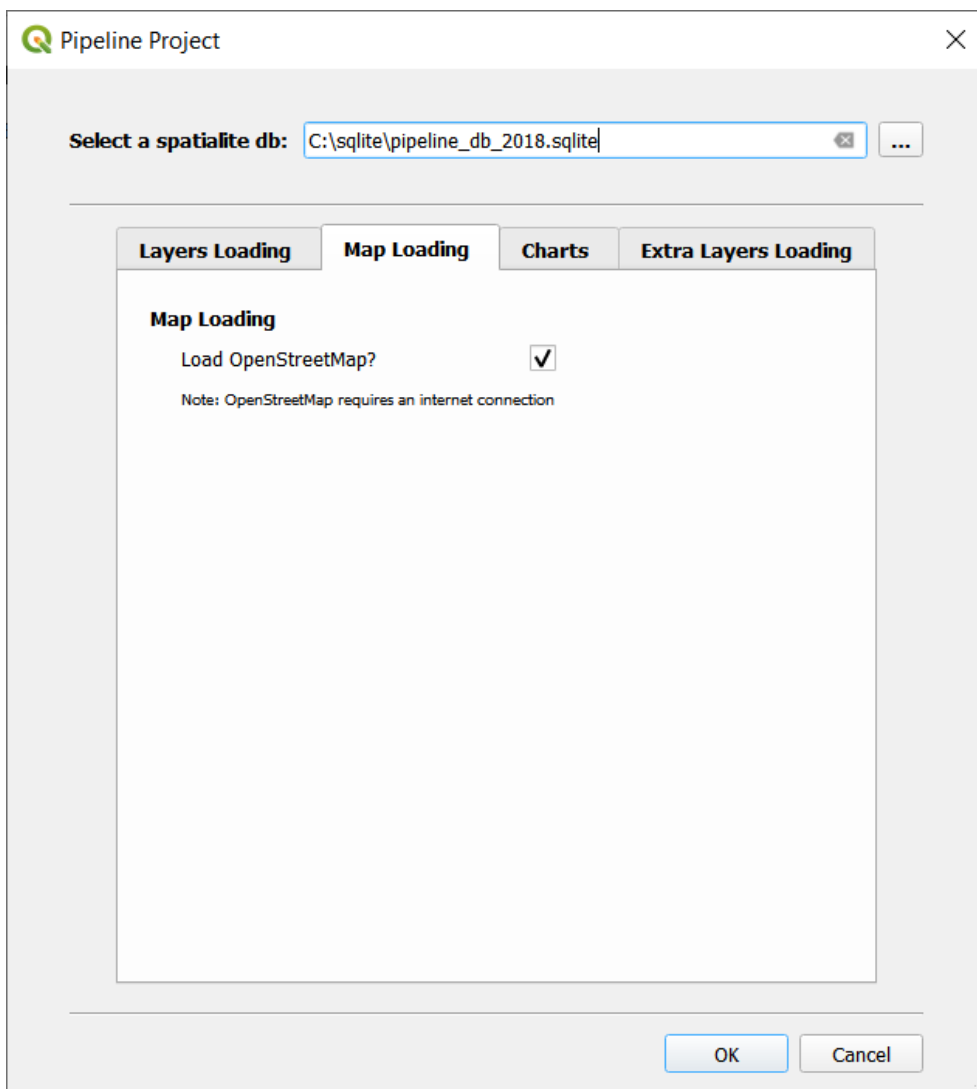 Pipeline Project
Select a spatialite db: C:\sqlite\pipeline_db_2018.sqlite ...
Layers Loading Map Loading Charts Extra Layers Loading
Map Loading
Load OpenStreetMap?
Note: OpenStreetMap requires an internet connection
OK Cancel